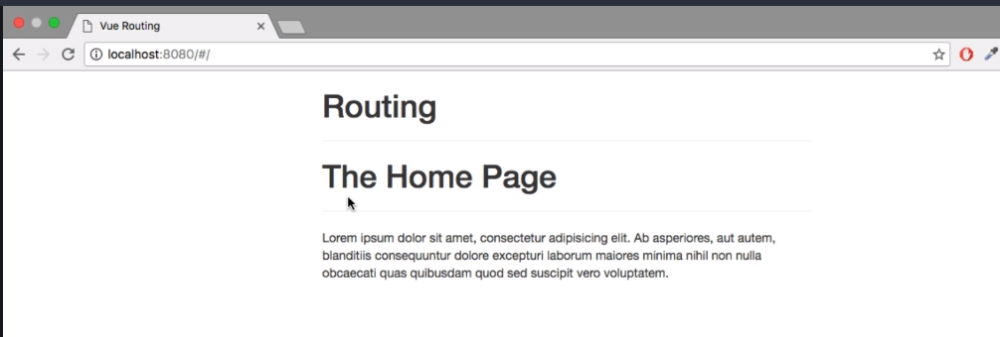 Vue Routing
localhost:8080/#/
Routing
The Home Page
Lorem ipsum dolor sit amet, consectetur adipisicing elit. Ab asperiores, aut autem,
blanditiis consequuntur dolore excepturi laborum maiores minima nihil non nulla
obcaecati quas quibusdam quod sed suscipit vero voluptatem.